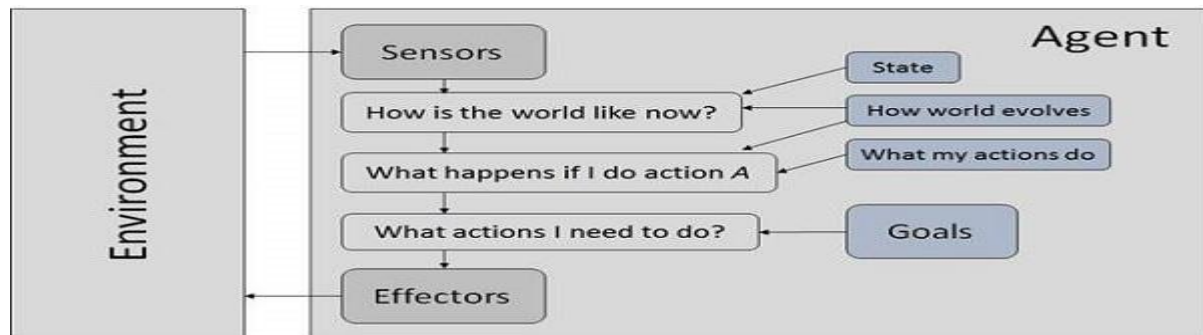 Agent
Environment
Sensors
State
How is the world like now?
How world evolves
What my actions do
What happens if I do action A
What actions I need to do?
Goals
Effectors